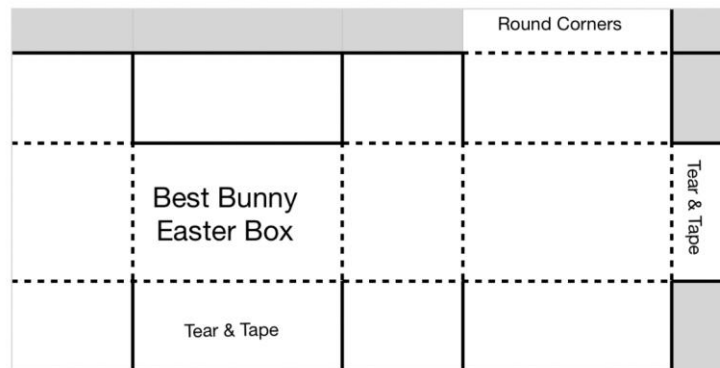 Round Corners
Best Bunny
Easter Box
Tear & Tape
Tear & Tape